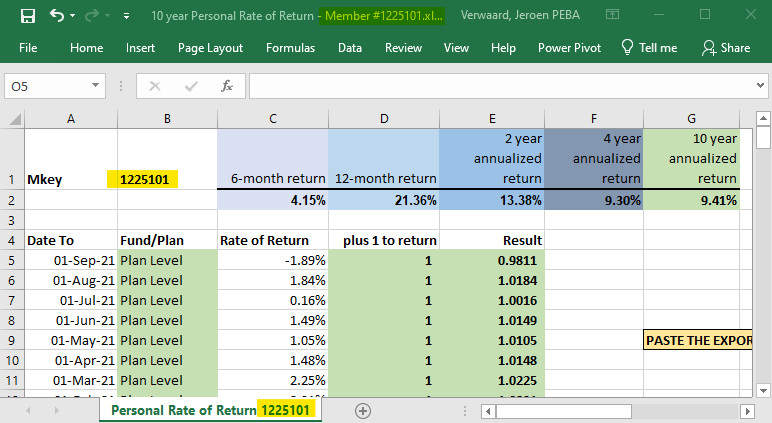 10 year Personal Rate of Return - Member #1225101.xl... Verwaard, Jeroen PEBA
File Home Insert Page Layout Formulas Data Review View Help Power Pivot Tell me Share
O5 fx
A B C D E F G
2 year 4 year 10 year
annualized annualized annualized
1 Mkey 1225101 6-month return 12-month return return return return
2 4.15% 21.36% 13.38% 9.30% 9.41%
3
4 Date To Fund/Plan Rate of Return plus 1 to return Result
5 01-Sep-21 Plan Level -1.89% 1 0.9811
6 01-Aug-21 Plan Level 1.84% 1 1.0184
7 01-Jul-21 Plan Level 0.16% 1 1.0016
8 01-Jun-21 Plan Level 1.49% 1 1.0149
9 01-May-21 Plan Level 1.05% 1 1.0105 PASTE THE EXPOR
10 01-Apr-21 Plan Level 1.48% 1 1.0148
11 01-Mar-21 Plan Level 2.25% 1 1.0225
Personal Rate of Return 1225101